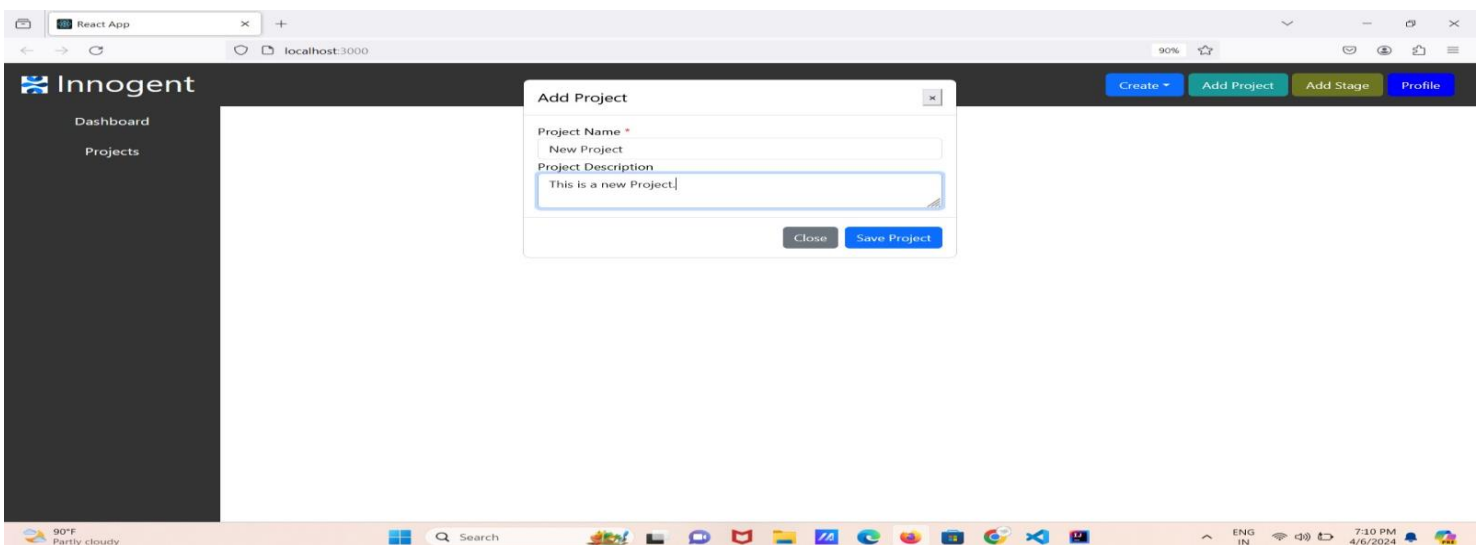 React App
localhost:3000
90%
Innogent
Create
Add Project
Add Stage
Profile
Dashboard
Projects
Add Project
Project Name *
New Project
Project Description
This is a new Project.
Close
Save Project
90°F
Partly cloudy
Search
ENG
IN
7:10 PM
4/6/2024